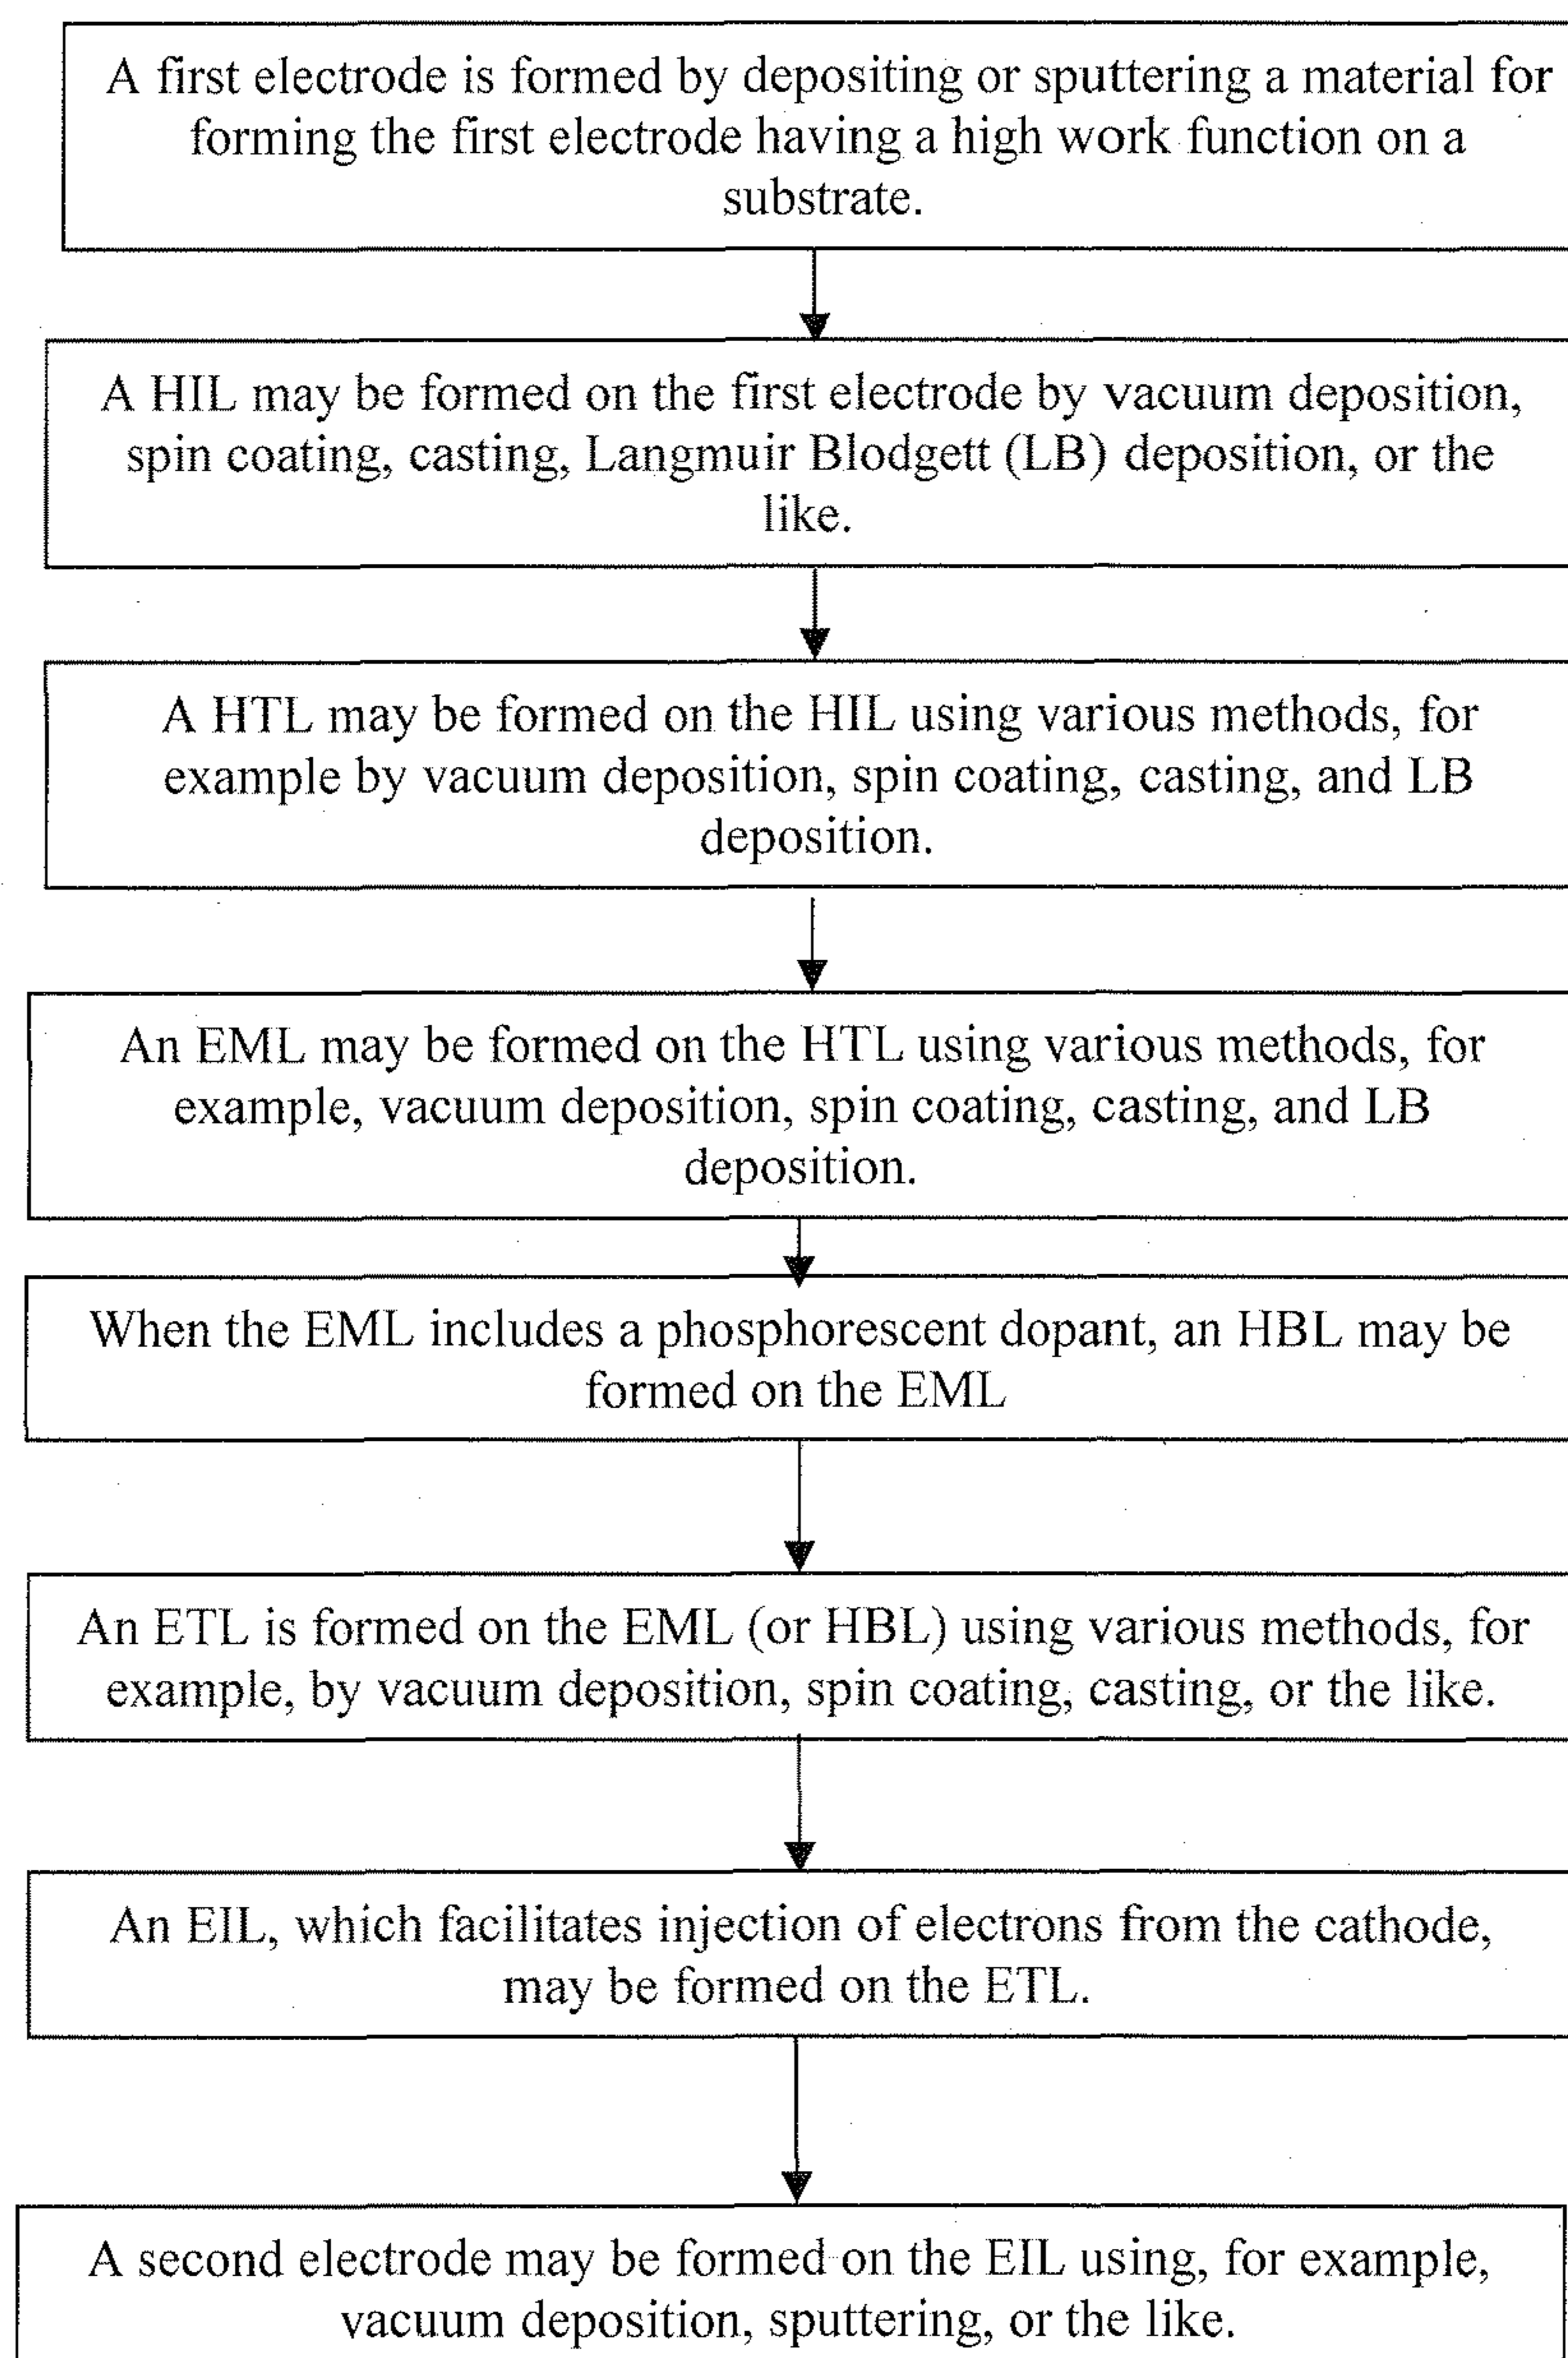 A first electrode is formed by depositing or sputtering a material for
forming the first electrode having a high work function on a
substrate.
A HIL may be formed on the first electrode by vacuum deposition,
spin coating, casting, Langmuir Blodgett (LB) deposition, or the
like.
A HTL may be formed on the HIL using various methods, for
example by vacuum deposition, spin coating, casting, and LB
deposition.
An EML may be formed on the HTL using various methods, for
example, vacuum deposition, spin coating, casting, and LB
deposition.
When the EML includes a phosphorescent dopant, an HBL may be
formed on the EML
An ETL is formed on the EML (or HBL) using various methods, for
example, by vacuum deposition, spin coating, casting, or the like.
An EIL, which facilitates injection of electrons from the cathode,
may be formed on the ETL.
A second electrode may be formed on the EIL using, for example,
vacuum deposition, sputtering, or the like.